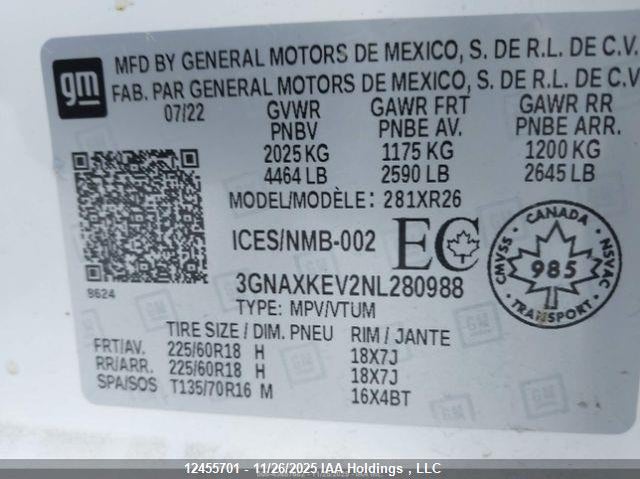 gm
MFD BY GENERAL MOTORS DE MEXICO, S. DE R.L. DE C.V.
FAB. PAR GENERAL MOTORS DE MEXICO, S. DE R.L. DE C.V
07/22 GVWR GAWR FRT GAWR RR
PNBV PNBE AV. PNBE ARR.
2025 KG 1175 KG 1200 KG
4464 LB 2590 LB 2645 LB
MODEL/MODÈLE: 281XR26
ICES/NMB-002 EC
CANADA
CMVSS 985 NSVAC
TRANSPORT
8624
3GNAXKEV2NL280988
TYPE: MPV/VTUM
TIRE SIZE / DIM. PNEU RIM / JANTE
FRT/AV. 225/60R18 H 18X7J
RR/ARR. 225/60R18 H 18X7J
SPA/SOS T135/70R16 M 16X4BT
12455701 - 11/26/2025 IAA Holdings , LLC